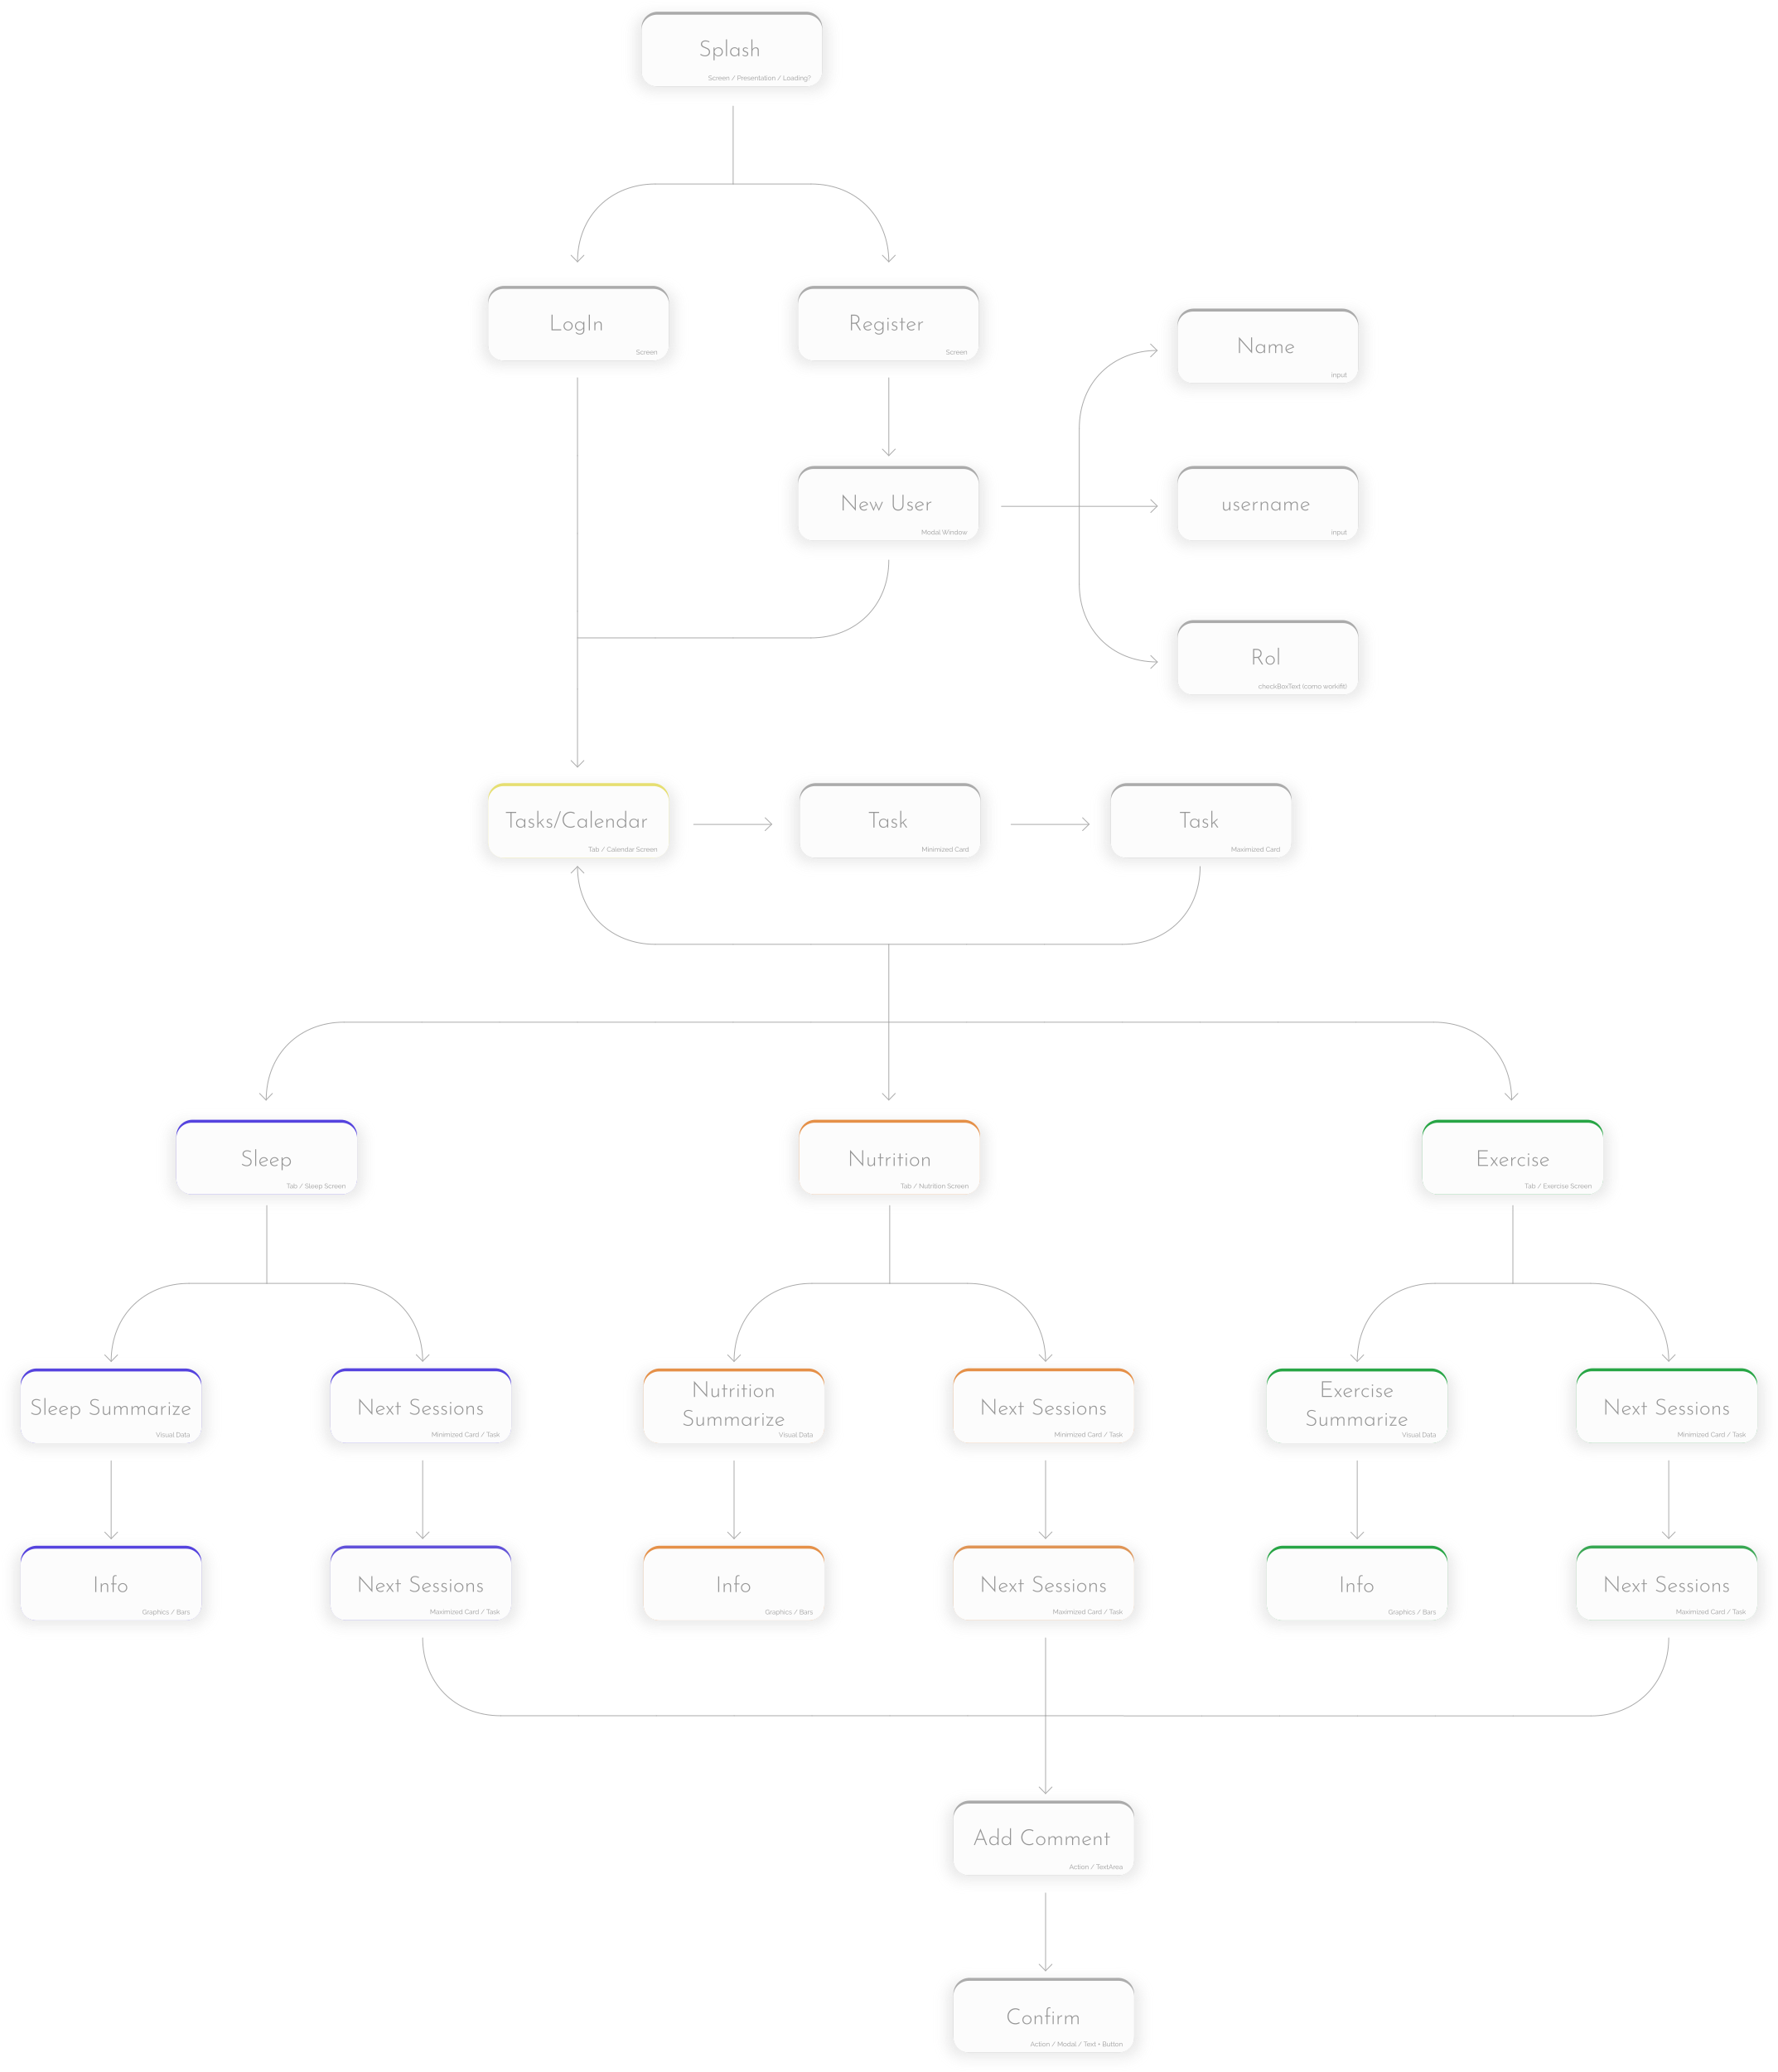 Splash
Screen / Presentation / Loading?
LogIn
Screen
Register
Screen
Name
input
New User
Modal Window
username
input
Rol
checkBoxText (como workifit)
Tasks/Calendar
Tab / Calendar Screen
Task
Minimized Card
Task
Maximized Card
Sleep
Tab / Sleep Screen
Nutrition
Tab / Nutrition Screen
Exercise
Tab / Exercise Screen
Sleep Summarize
Visual Data
Next Sessions
Minimized Card / Task
Nutrition
Summarize
Visual Data
Next Sessions
Minimized Card / Task
Exercise
Summarize
Visual Data
Next Sessions
Minimized Card / Task
Info
Graphics / Bars
Next Sessions
Maximized Card / Task
Info
Graphics / Bars
Next Sessions
Maximized Card / Task
Info
Graphics / Bars
Next Sessions
Maximized Card / Task
Add Comment
Action / TextArea
Confirm
Action / Modal / Text + Button